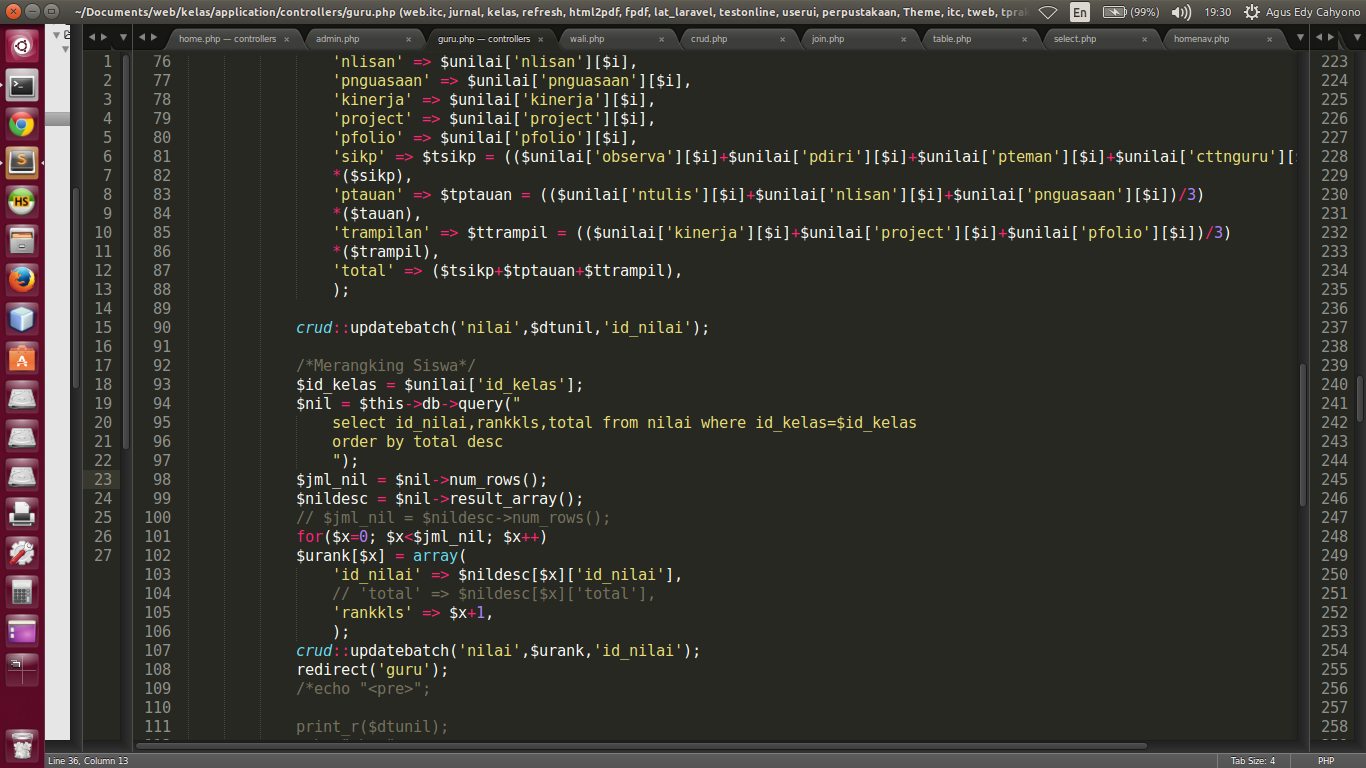 ~/Documents/web/kelas/application/controllers/guru.php (web.itc, jurnal, kelas, refresh, html2pdf, fpdf, lat_laravel, testonline, userui, perpustakaan, Theme, itc, tweb, tprak
En (99%) 19:30 Agus Edy Cahyono
home.php — controllers × admin.php × guru.php — controllers × wali.php × crud.php × join.php × table.php × select.php × homenav.php ×
1 76 'nlisan' => $unilai['nlisan'][$i], 223
2 77 'pnguasaan' => $unilai['pnguasaan'][$i], 224
3 78 'kinerja' => $unilai['kinerja'][$i], 225
4 79 'project' => $unilai['project'][$i], 226
5 80 'pfolio' => $unilai['pfolio'][$i], 227
6 81 'sikp' => $tsikp = (($unilai['observa'][$i]+$unilai['pdiri'][$i]+$unilai['pteman'][$i]+$unilai['cttnguru'][ 228
7 82 *($sikp), 229
8 83 'ptauan' => $tptauan = (($unilai['ntulis'][$i]+$unilai['nlisan'][$i]+$unilai['pnguasaan'][$i])/3) 230
9 84 *($tauan), 231
10 85 'trampilan' => $ttrampil = (($unilai['kinerja'][$i]+$unilai['project'][$i]+$unilai['pfolio'][$i])/3) 232
11 86 *($trampil), 233
12 87 'total' => ($tsikp+$tptauan+$ttrampil), 234
13 88 ); 235
14 89 236
15 90 crud::updatebatch('nilai',$dtunil,'id_nilai'); 237
16 91 238
17 92 /*Merangking Siswa*/ 239
18 93 $id_kelas = $unilai['id_kelas']; 240
19 94 $nil = $this->db->query(" 241
20 95 select id_nilai,rankkls,total from nilai where id_kelas=$id_kelas 242
21 96 order by total desc 243
22 97 "); 244
23 98 $jml_nil = $nil->num_rows(); 245
24 99 $nildesc = $nil->result_array(); 246
25 100 // $jml_nil = $nildesc->num_rows(); 247
26 101 for($x=0; $x<$jml_nil; $x++) 248
27 102 $urank[$x] = array( 249
103 'id_nilai' => $nildesc[$x]['id_nilai'], 250
104 // 'total' => $nildesc[$x]['total'], 251
105 'rankkls' => $x+1, 252
106 ); 253
107 crud::updatebatch('nilai',$urank,'id_nilai'); 254
108 redirect('guru'); 255
109 /*echo "<pre>"; 256
110 257
111 print_r($dtunil); 258
Line 36, Column 13 Tab Size: 4 PHP